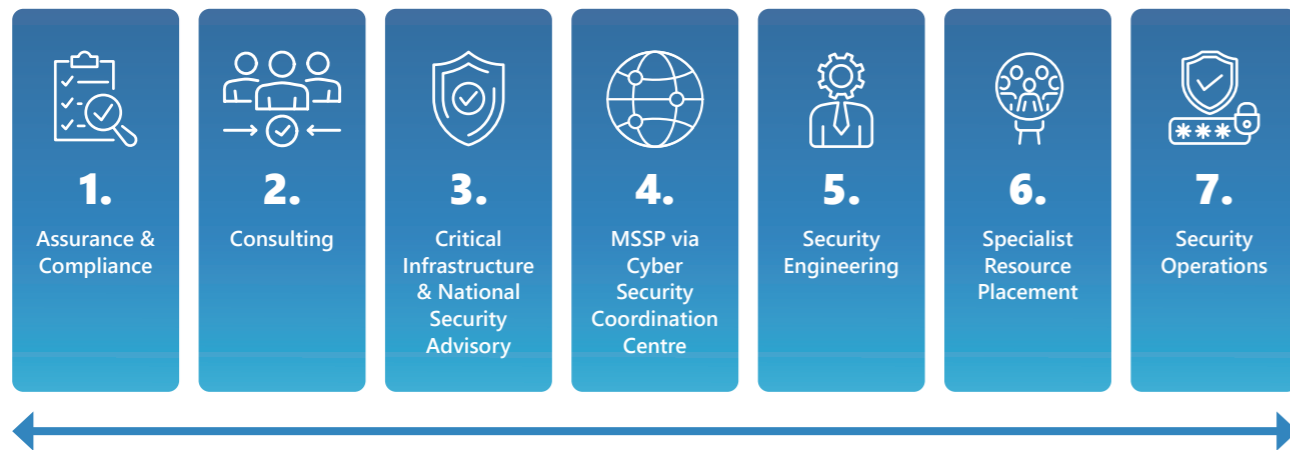 1.
Assurance &
Compliance
2.
Consulting
3.
Critical
Infrastructure
& National
Security
Advisory
4.
MSSP via
Cyber
Security
Coordination
Centre
5.
Security
Engineering
6.
Specialist
Resource
Placement
7.
Security
Operations